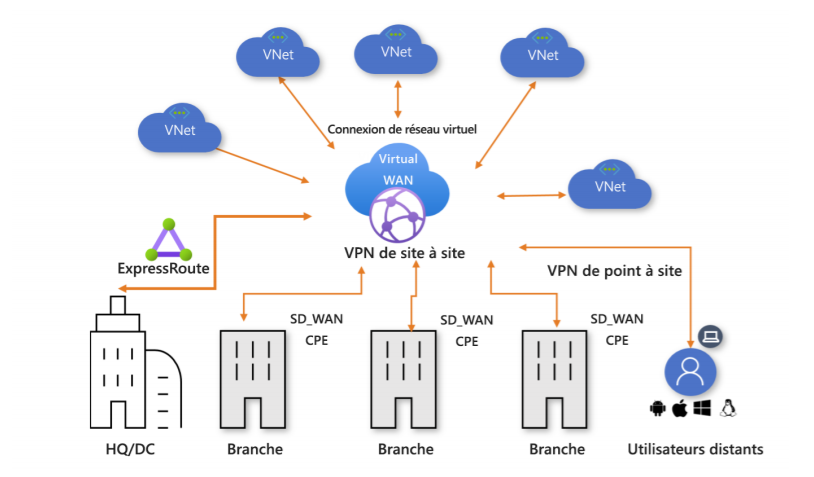 VNet
VNet
VNet
VNet
Connexion de réseau virtuel
Virtual
WAN
VNet
VPN de site à site
ExpressRoute
VPN de point à site
SD_WAN
CPE
SD_WAN
CPE
SD_WAN
CPE
HQ/DC
Branche
Branche
Branche
Utilisateurs distants